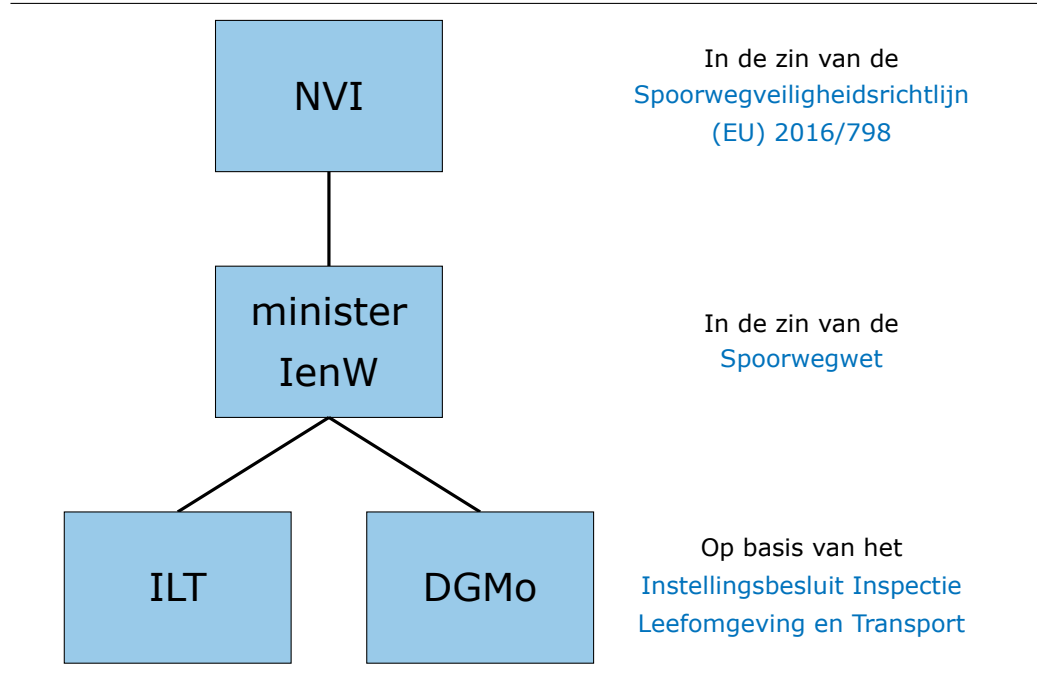 NVI
In de zin van de
Spoorwegveiligheidsrichtlijn
(EU) 2016/798
minister
IenW
In de zin van de
Spoorwegwet
ILT
DGMo
Op basis van het
Instellingsbesluit Inspectie
Leefomgeving en Transport